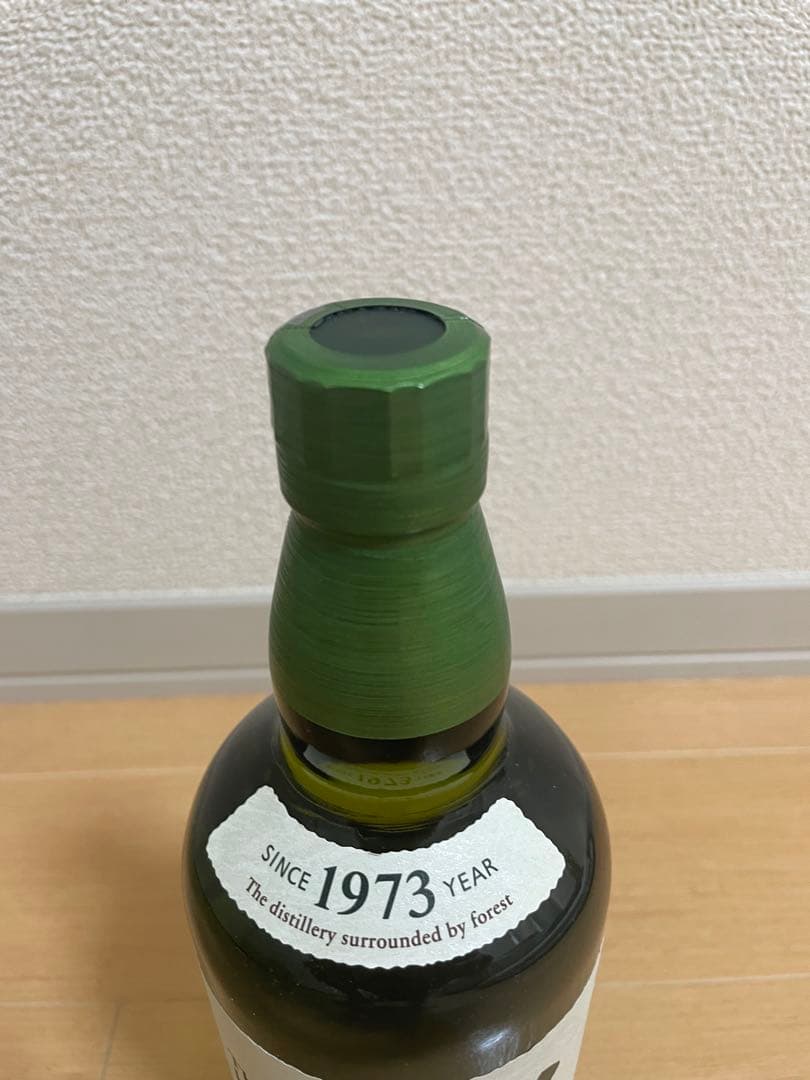 SINCE 1973 YEAR
The distillery surrounded by forest